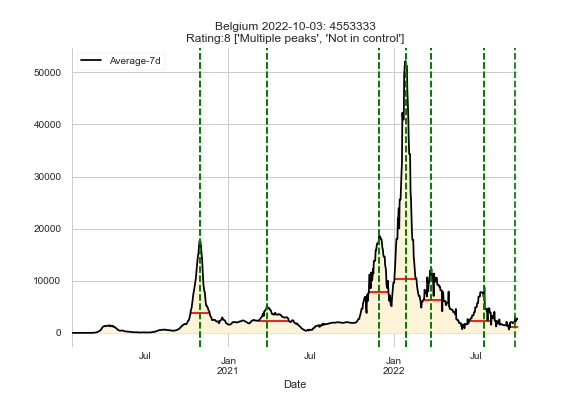 Belgium 2022-10-03: 4553333
Rating:8 ['Multiple peaks', 'Not in control']
Average-7d
50000
40000
30000
20000
10000
0
Jul
Jan
2021
Jul
Jan
2022
Jul
Date